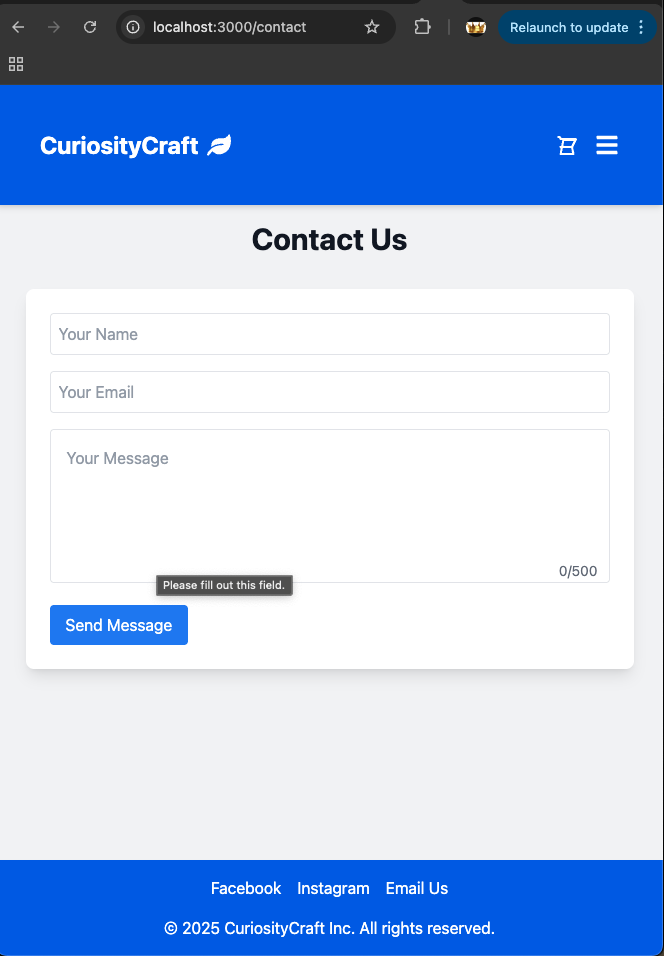 localhost:3000/contact
Relaunch to update
CuriosityCraft
Contact Us
Your Name
Your Email
Your Message
0/500
Please fill out this field.
Send Message
Facebook Instagram Email Us
© 2025 CuriosityCraft Inc. All rights reserved.